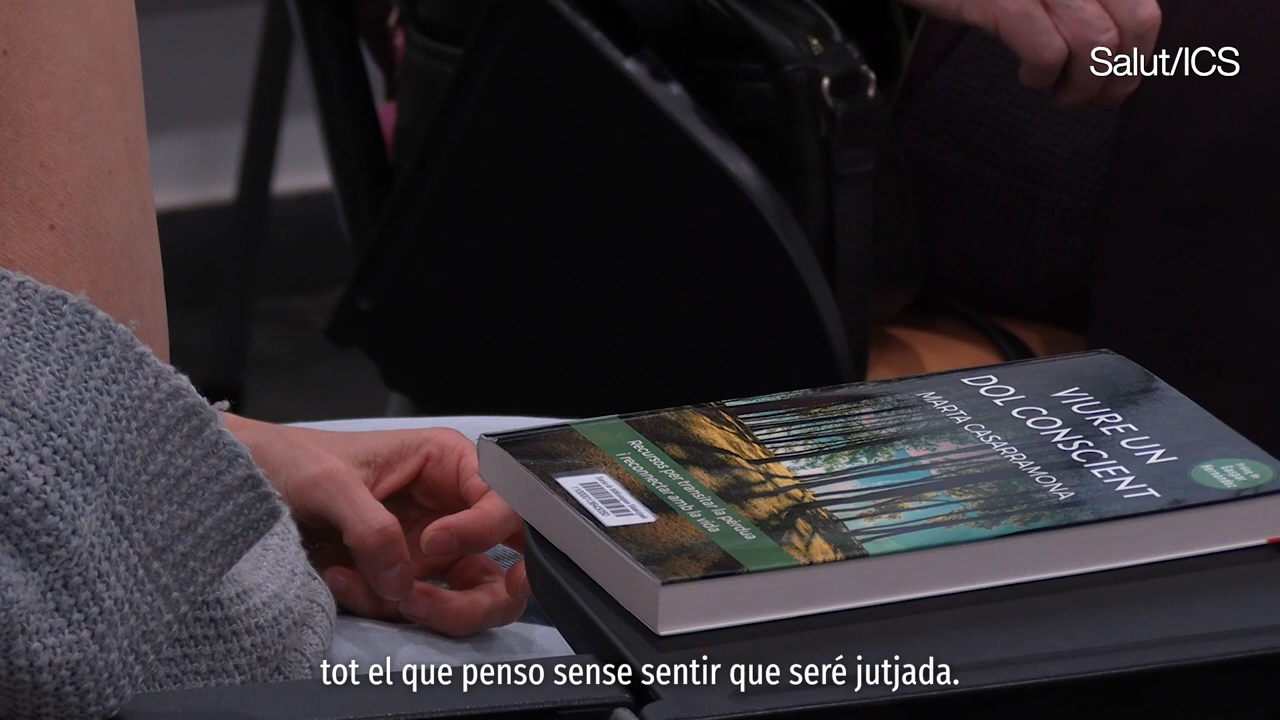 Salut/ICS
VIURE UN
DOL CONSCIENT
MARTA CASARRAMONA
Recursos per transitar la pèrdua
i reconnectar amb la vida
tot el que penso sense sentir que seré jutjada.